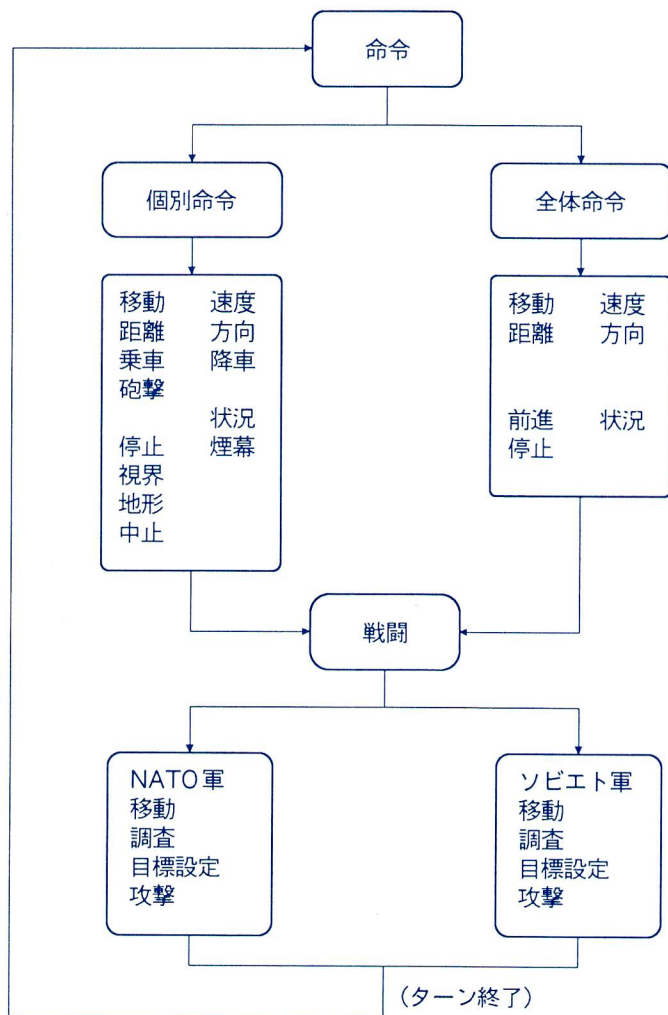 命令
個別命令
全体命令
移動 速度
距離 方向
乗車 降車
砲撃
状況
停止 煙幕
視界
地形
中止
移動 速度
距離 方向
前進 状況
停止
戦闘
NATO軍
移動
調査
目標設定
攻撃
ソビエト軍
移動
調査
目標設定
攻撃
(ターン終了)